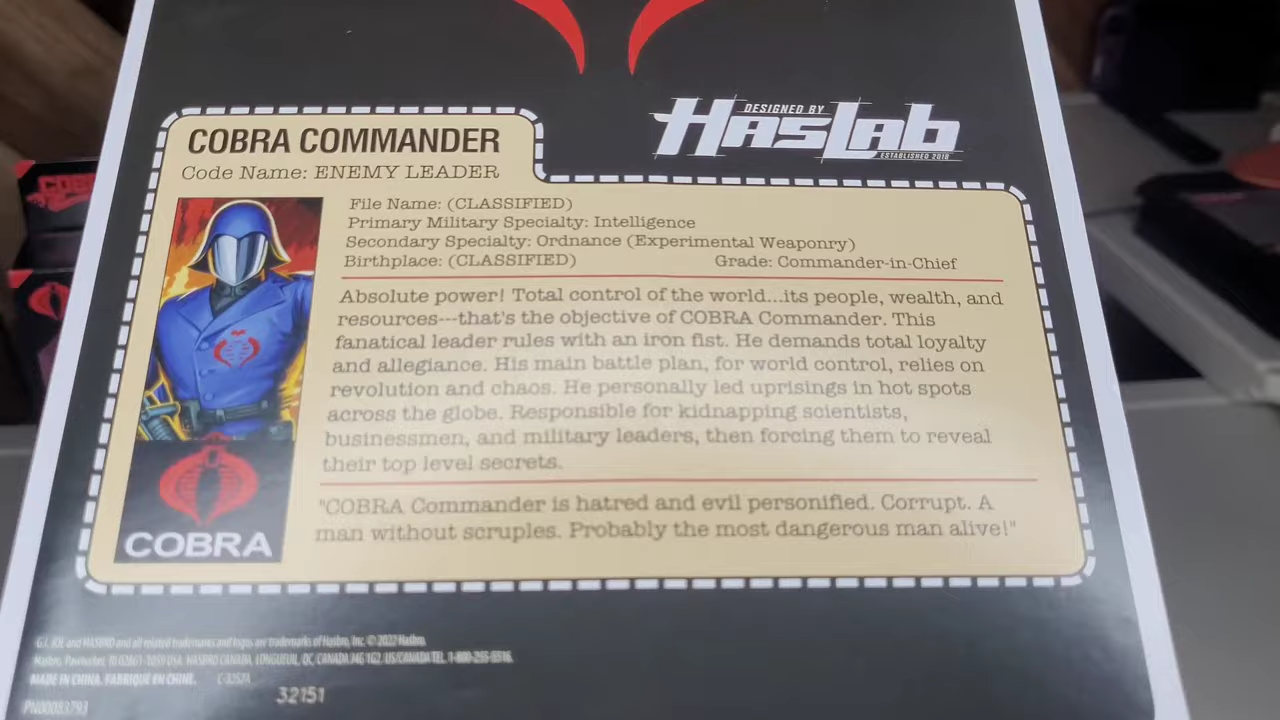 DESIGNED BY
HASLAB
ESTABLISHED 2018
COBRA COMMANDER
Code Name: ENEMY LEADER
File Name: (CLASSIFIED)
Primary Military Specialty: Intelligence
Secondary Specialty: Ordnance (Experimental Weaponry)
Birthplace: (CLASSIFIED) Grade: Commander-in-Chief
Absolute power! Total control of the world...its people, wealth, and
resources---that's the objective of COBRA Commander. This
fanatical leader rules with an iron fist. He demands total loyalty
and allegiance. His main battle plan, for world control, relies on
revolution and chaos. He personally led uprisings in hot spots
across the globe. Responsible for kidnapping scientists,
businessmen, and military leaders, then forcing them to reveal
their top level secrets.
"COBRA Commander is hatred and evil personified. Corrupt. A
man without scruples. Probably the most dangerous man alive!"
COBRA
and HASBRO and all related trademarks and logos are trademarks of Hasbro, Inc. © 2022 Hasbro.
Hasbro, Pawtucket, RI 02861-1059 USA. HASBRO CANADA, LONGUEUIL, QC, CANADA J4G 1G2. US/CANADA TEL. 1-800-255-5516.
MADE IN CHINA. FABRIQUÉ EN CHINE.
32151
PN00083793